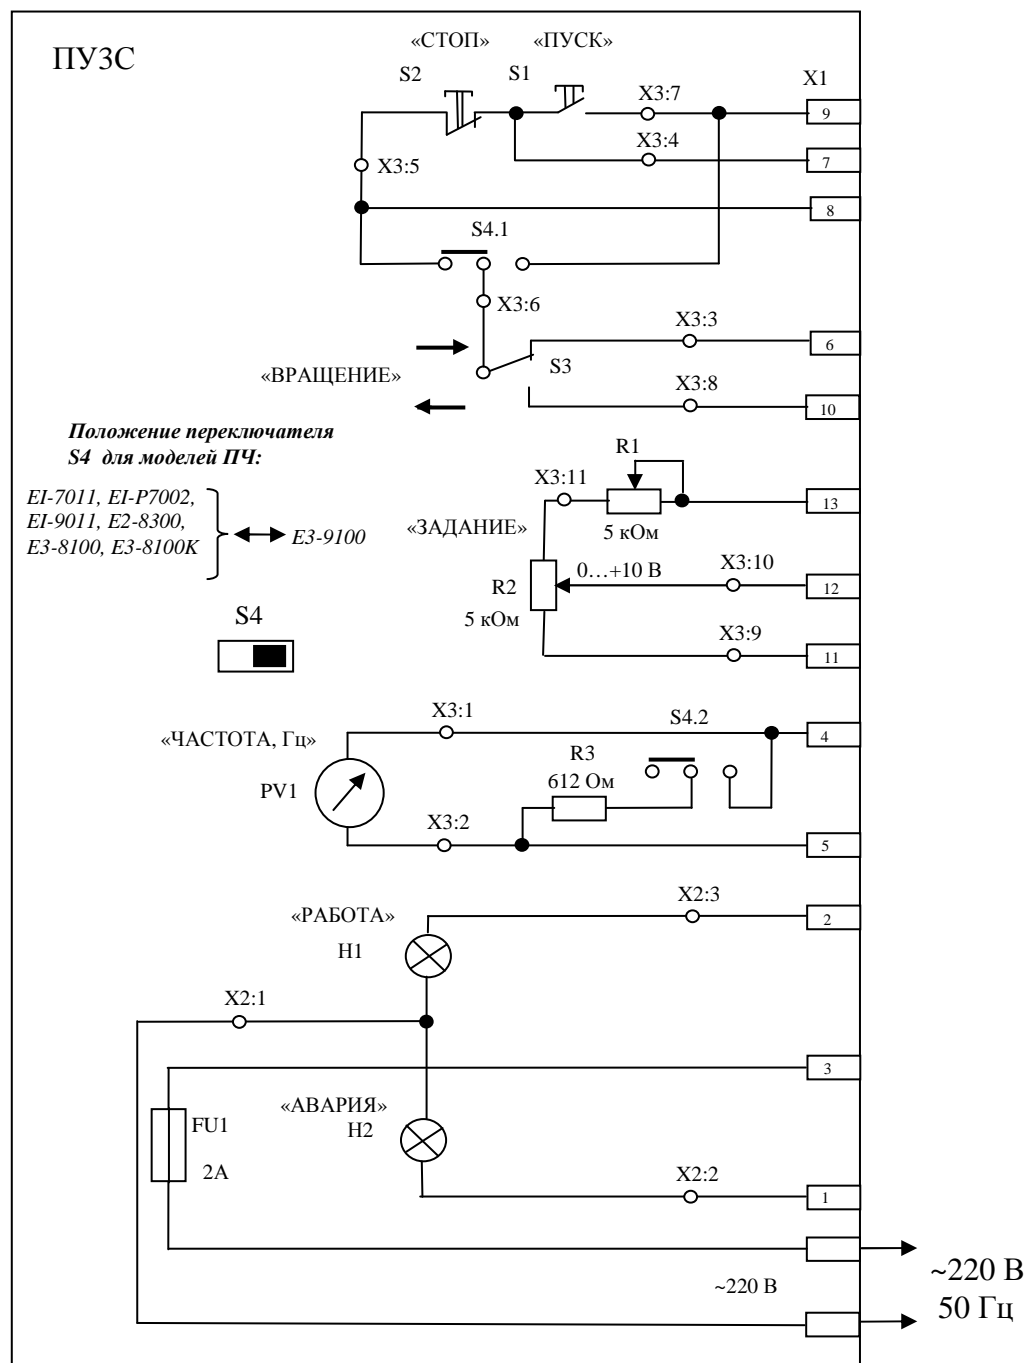 ПУ3С
«СТОП»
«ПУСК»
S2
S1
X1
X3:7
9
X3:4
7
X3:5
8
S4.1
X3:6
X3:3
6
S3
«ВРАЩЕНИЕ»
X3:8
10
Положение переключателя
S4 для моделей ПЧ:
EI-7011, EI-P7002,
EI-9011, E2-8300,
E3-8100, E3-8100K
E3-9100
R1
X3:11
13
5 кОм
«ЗАДАНИЕ»
0…+10 В
X3:10
12
R2
5 кОм
X3:9
11
S4
X3:1
S4.2
4
«ЧАСТОТА, Гц»
R3
612 Ом
PV1
X3:2
5
«РАБОТА»
X2:3
2
H1
X2:1
3
«АВАРИЯ»
H2
FU1
2А
X2:2
1
~220 В
~220 В
50 Гц